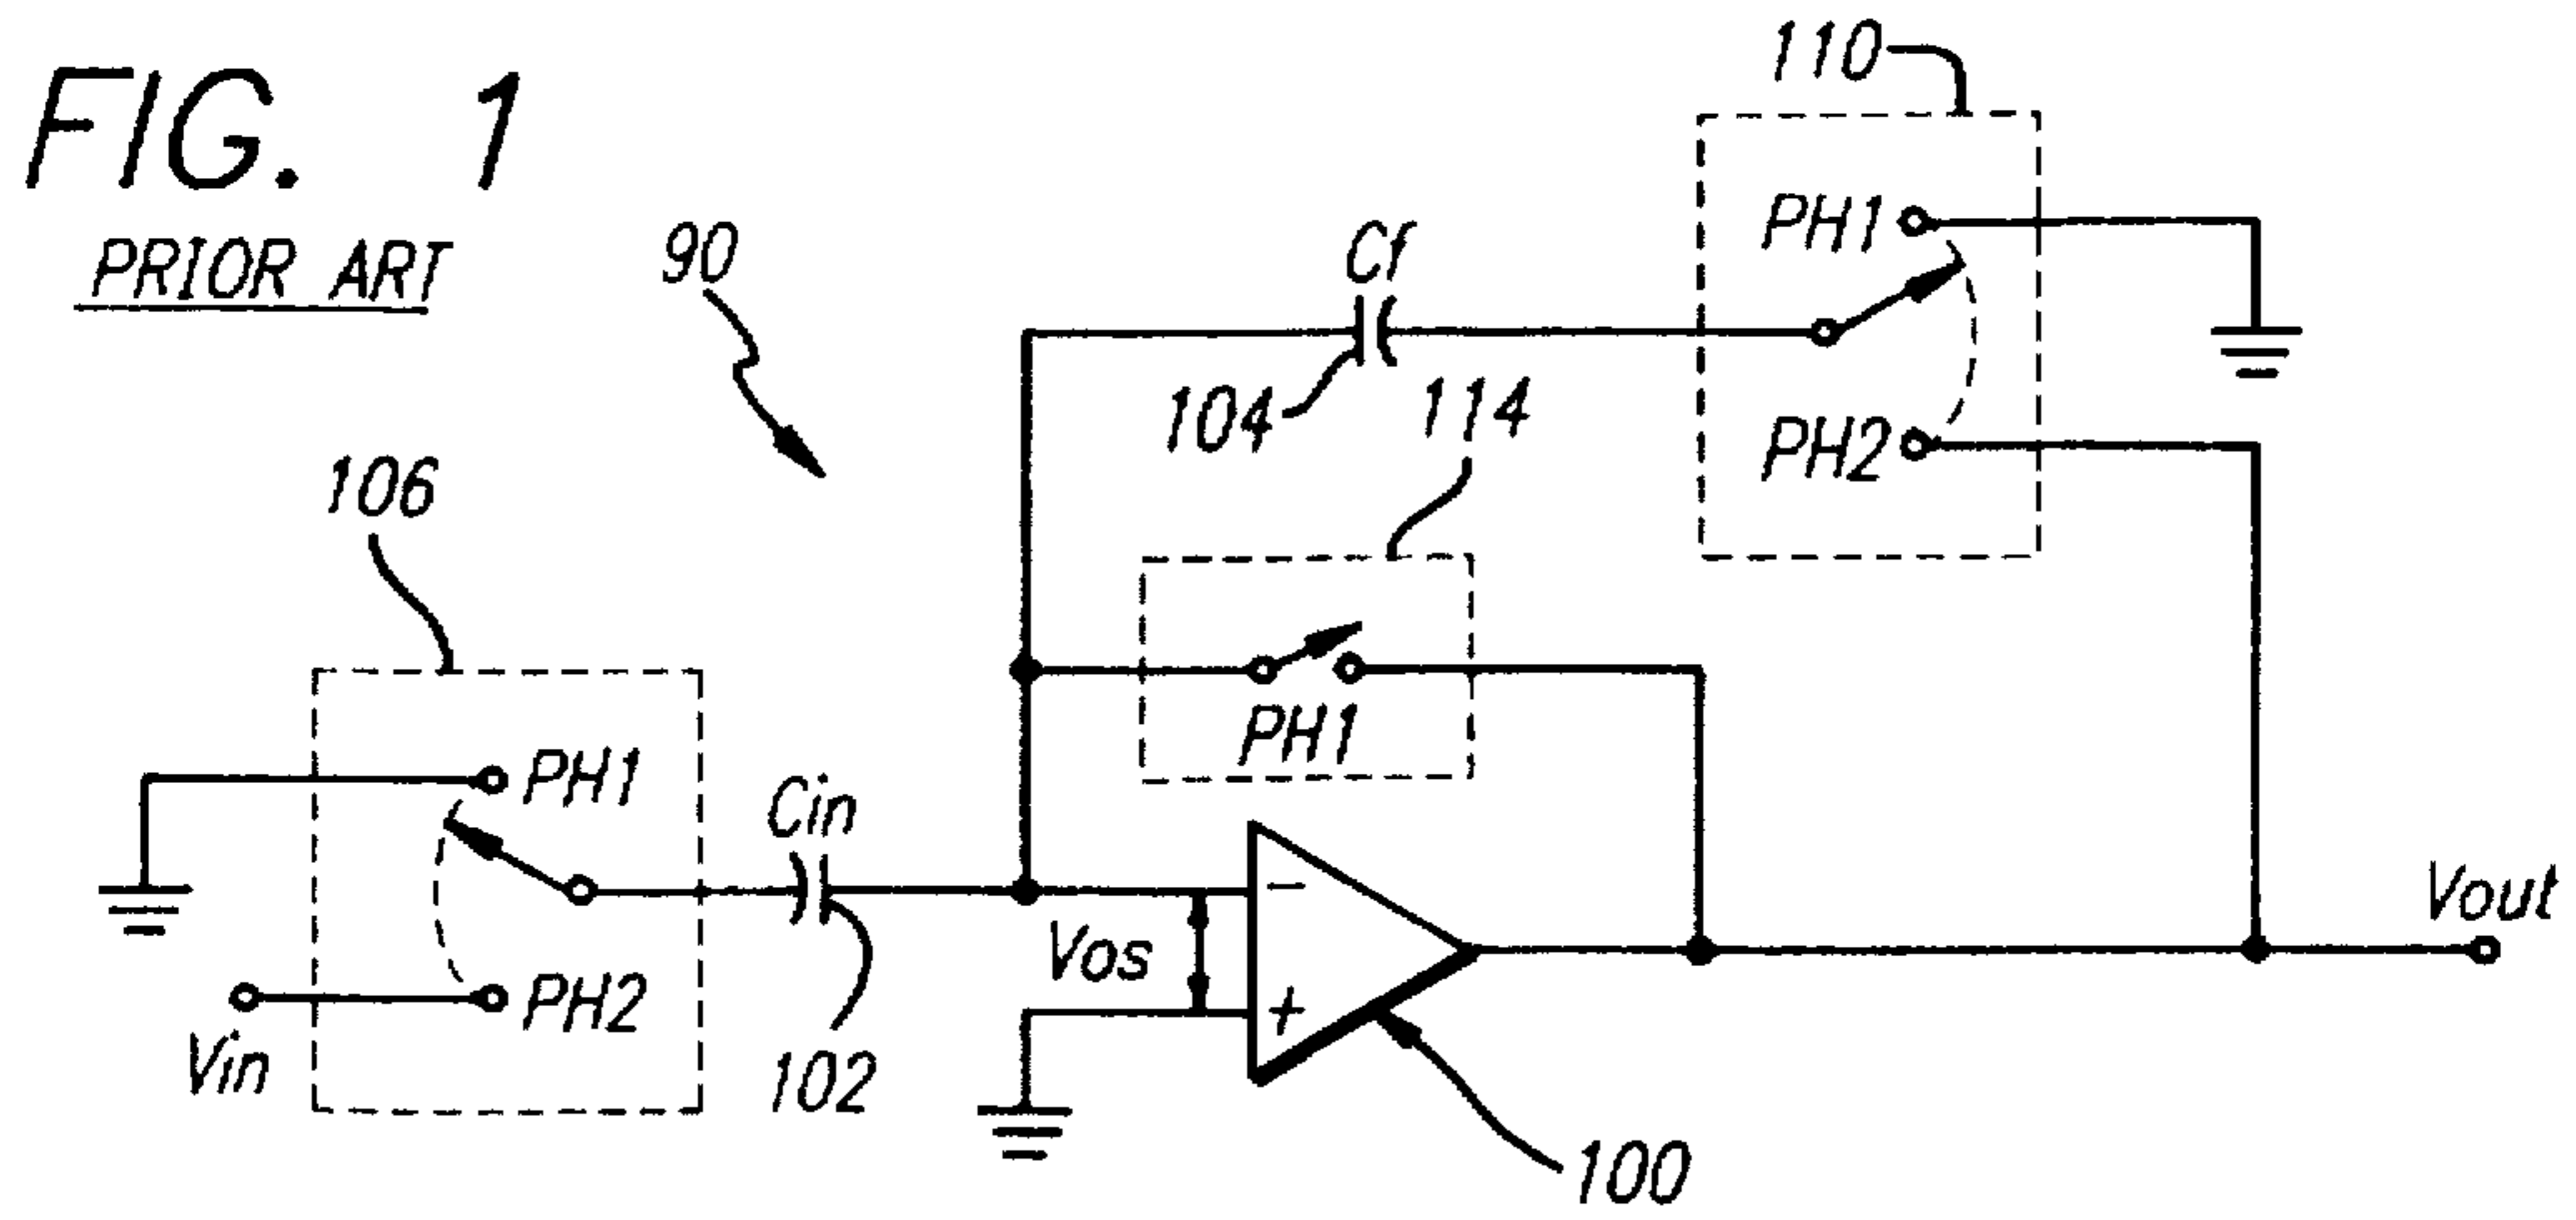 FIG. 1
PRIOR ART
110
90
PH1
Cf
104
114
PH2
106
PH1
PH1
Cin
Vos
−
+
Vout
Vin
PH2
102
100